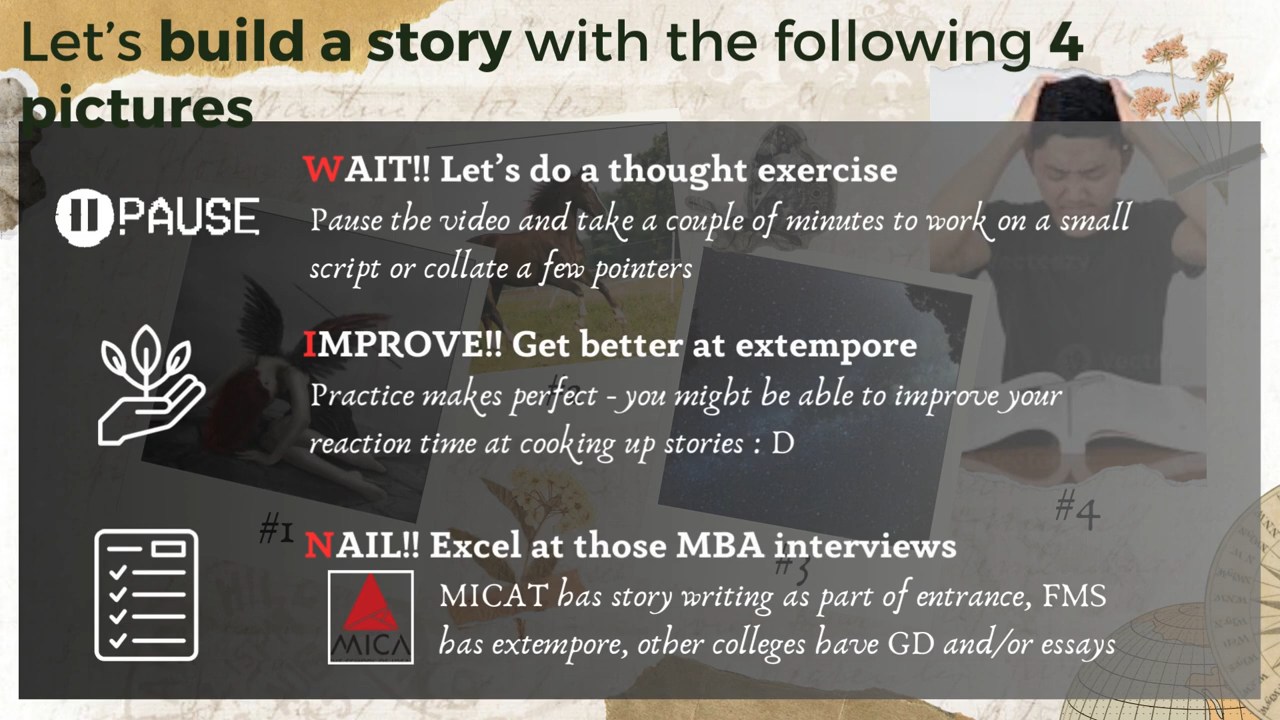 Let's build a story with the following 4
pictures
WAIT!! Let's do a thought exercise
PAUSE
Pause the video and take a couple of minutes to work on a small
script or collate a few pointers
IMPROVE!! Get better at extempore
Practice makes perfect - you might be able to improve your
reaction time at cooking up stories : D
#1
#4
NAIL!! Excel at those MBA interviews
#3
MICA
MICAT has story writing as part of entrance, FMS
has extempore, other colleges have GD and/or essays